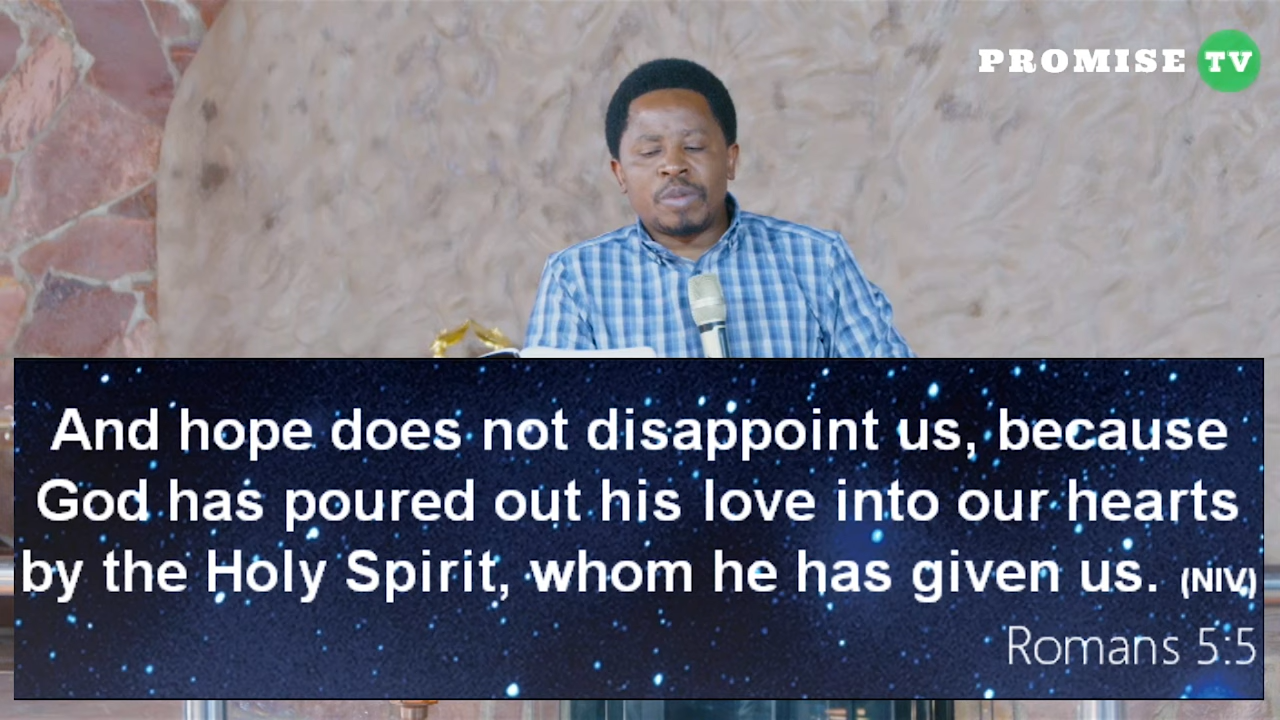 PROMISE TV
And hope does not disappoint us, because
God has poured out his love into our hearts
by the Holy Spirit, whom he has given us. (NIV)
Romans 5:5